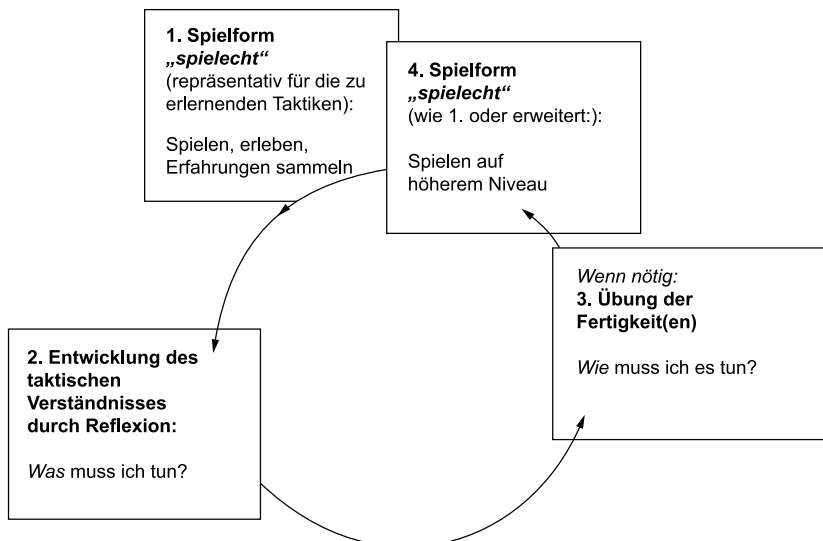 1. Spielform
„spielecht“
(repräsentativ für die zu
erlernenden Taktiken):
Spielen, erleben,
Erfahrungen sammeln
4. Spielform
„spielecht“
(wie 1. oder erweitert:):
Spielen auf
höherem Niveau
2. Entwicklung des
taktischen
Verständnisses
durch Reflexion:
Was muss ich tun?
Wenn nötig:
3. Übung der
Fertigkeit(en)
Wie muss ich es tun?